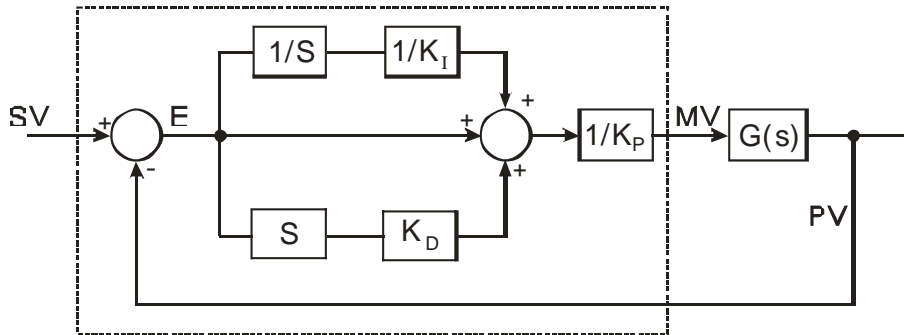 1/S
1/K_I
+
SV
+
E
+
1/K_P
MV
G(s)
-
+
PV
S
K_D